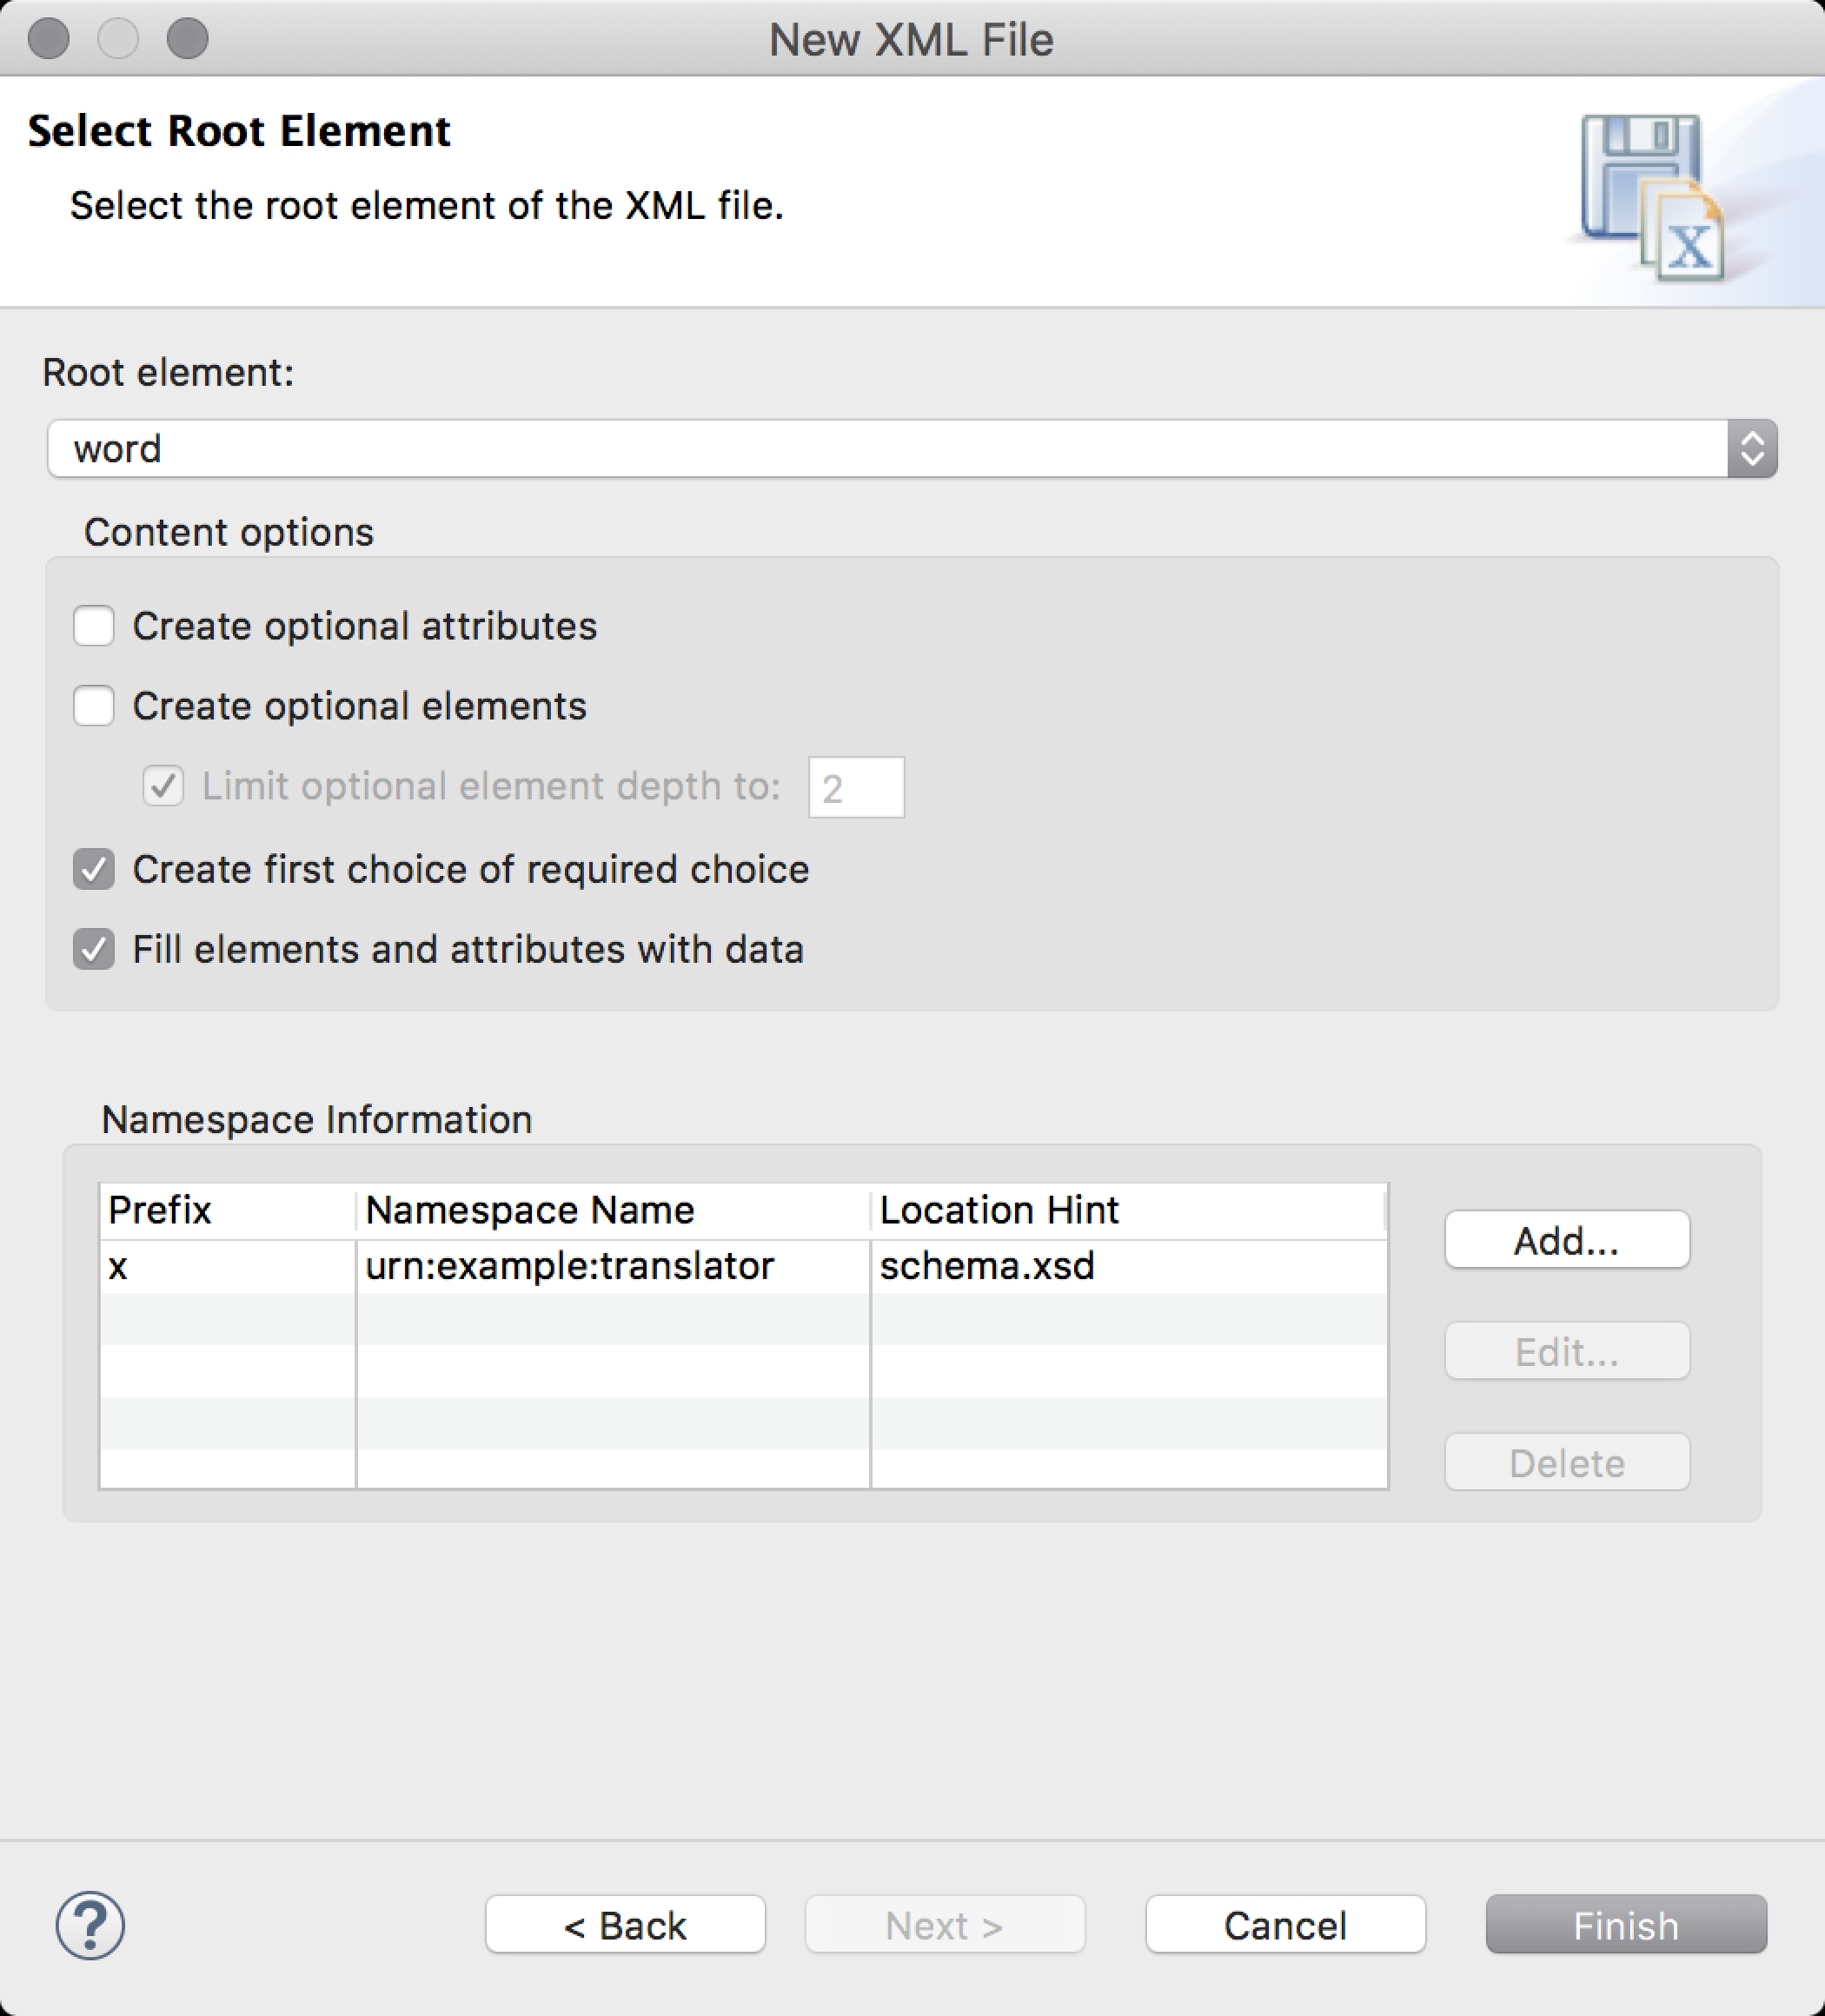 New XML File
Select Root Element
Select the root element of the XML file.
X
Root element:
word
Content options
Create optional attributes
Create optional elements
Limit optional element depth to: 2
Create first choice of required choice
Fill elements and attributes with data
Namespace Information
Prefix Namespace Name Location Hint
x urn:example:translator schema.xsd
Add...
Edit...
Delete
? < Back Next > Cancel Finish